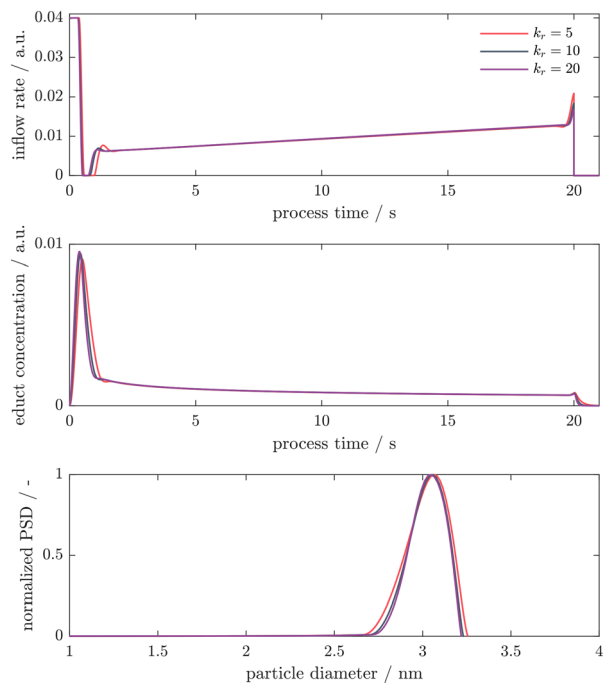 0.04
0.03
0.02
0.01
0
inflow rate / a.u.
k_r = 5
k_r = 10
k_r = 20
0 5 10 15 20
process time / s
0.01
0
educt concentration / a.u.
0 5 10 15 20
process time / s
1
0.5
0
normalized PSD / -
1 1.5 2 2.5 3 3.5 4
particle diameter / nm